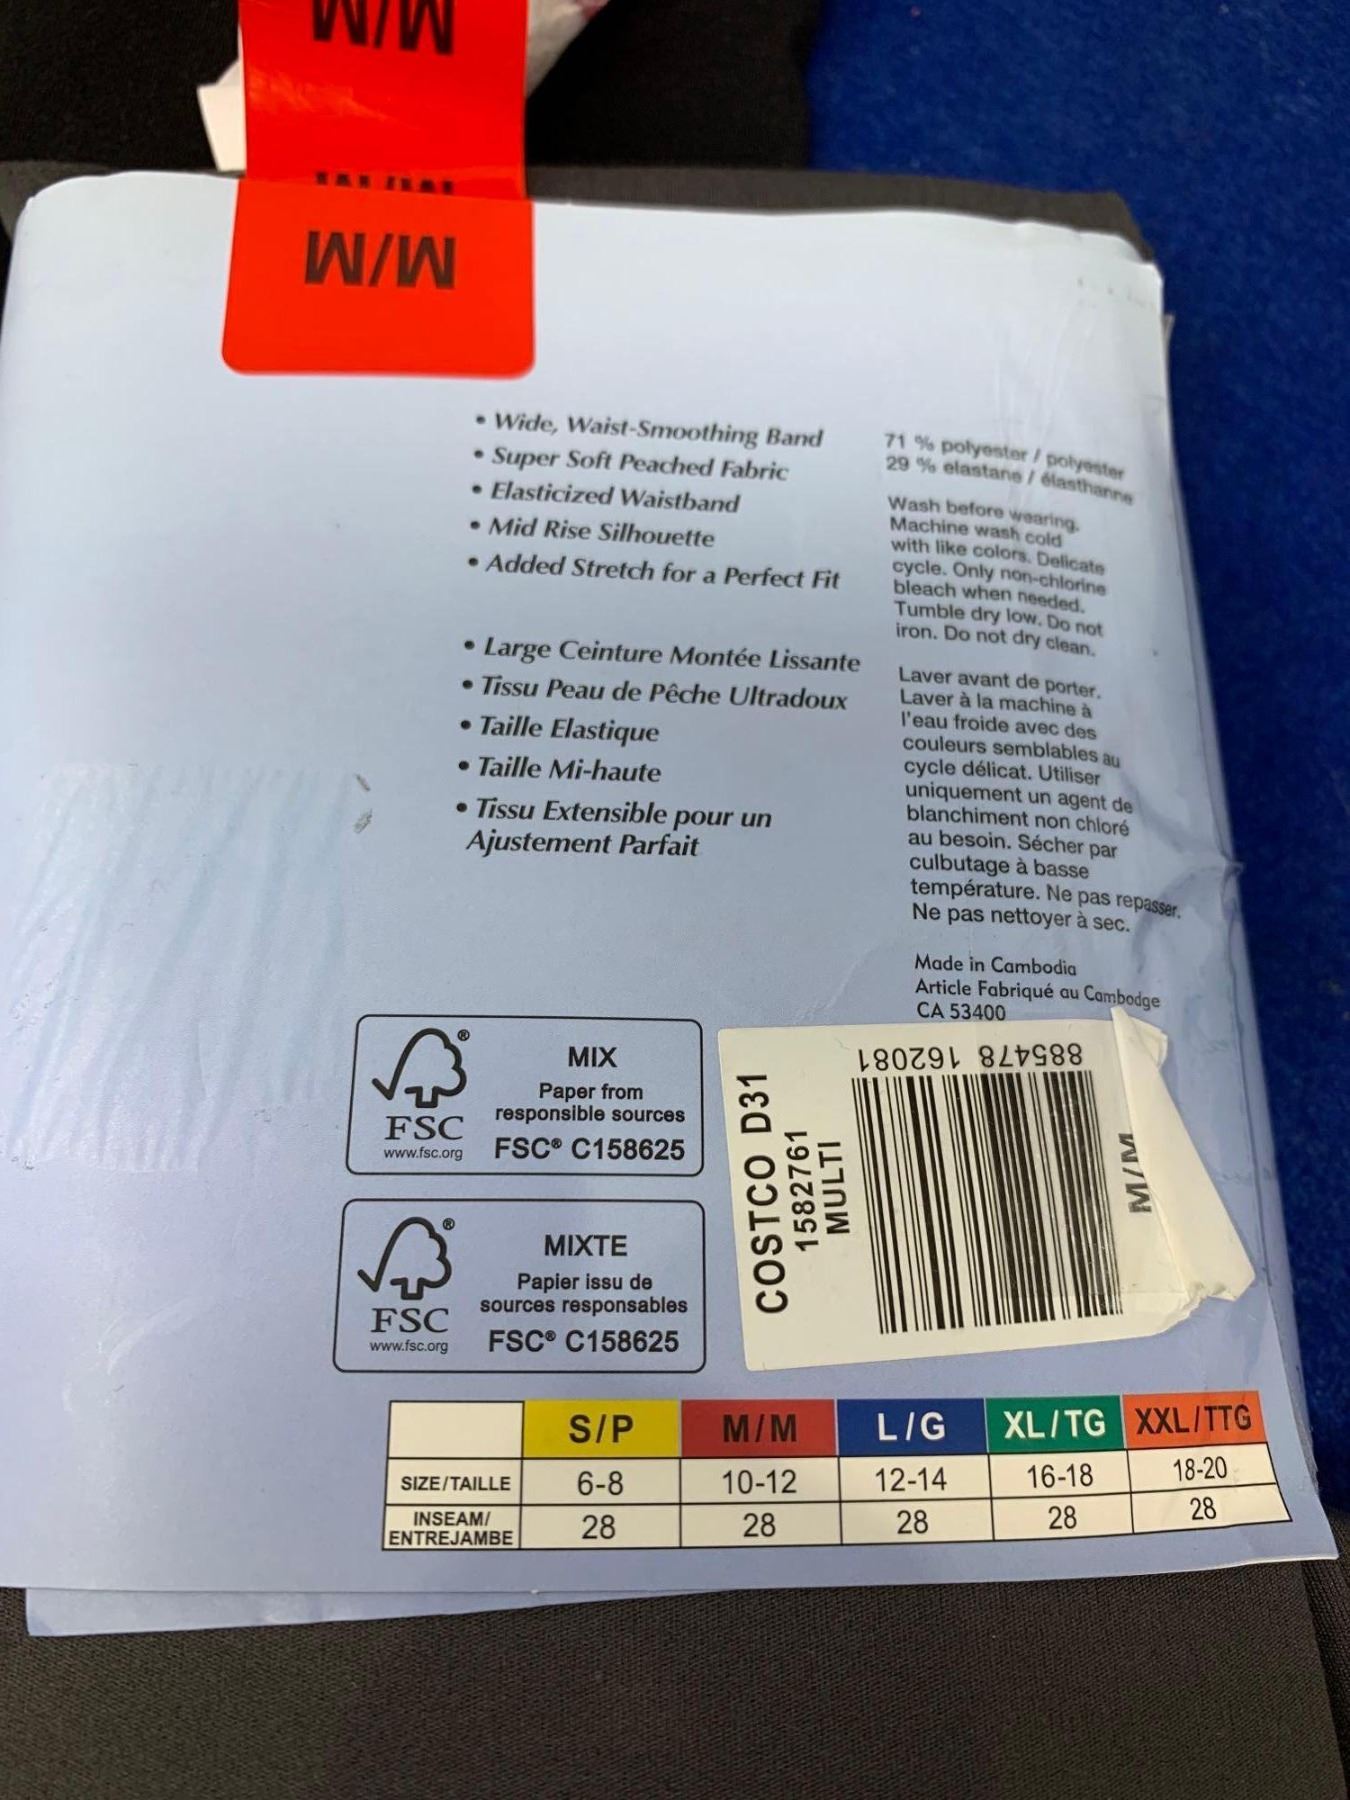 M/M
M/M
M/M
• Wide, Waist-Smoothing Band
• Super Soft Peached Fabric
• Elasticized Waistband
• Mid Rise Silhouette
• Added Stretch for a Perfect Fit
• Large Ceinture Montée Lissante
• Tissu Peau de Pêche Ultradoux
• Taille Elastique
• Taille Mi-haute
• Tissu Extensible pour un
Ajustement Parfait
71 % polyester / polyester
29 % elastane / élasthanne
Wash before wearing.
Machine wash cold
with like colors. Delicate
cycle. Only non-chlorine
bleach when needed.
Tumble dry low. Do not
iron. Do not dry clean.
Laver avant de porter.
Laver à la machine à
l'eau froide avec des
couleurs semblables au
cycle délicat. Utiliser
uniquement un agent de
blanchiment non chloré
au besoin. Sécher par
culbutage à basse
température. Ne pas repasser.
Ne pas nettoyer à sec.
Made in Cambodia
Article Fabriqué au Cambodge
CA 53400
FSC®
www.fsc.org
MIX
Paper from
responsible sources
FSC® C158625
FSC®
www.fsc.org
MIXTE
Papier issu de
sources responsables
FSC® C158625
COSTCO D31
1582761
MULTI
885478 162081
M/M
S/P M/M L/G XL/TG XXL/TTG
SIZE/TAILLE 6-8 10-12 12-14 16-18 18-20
INSEAM/
ENTREJAMBE 28 28 28 28 28